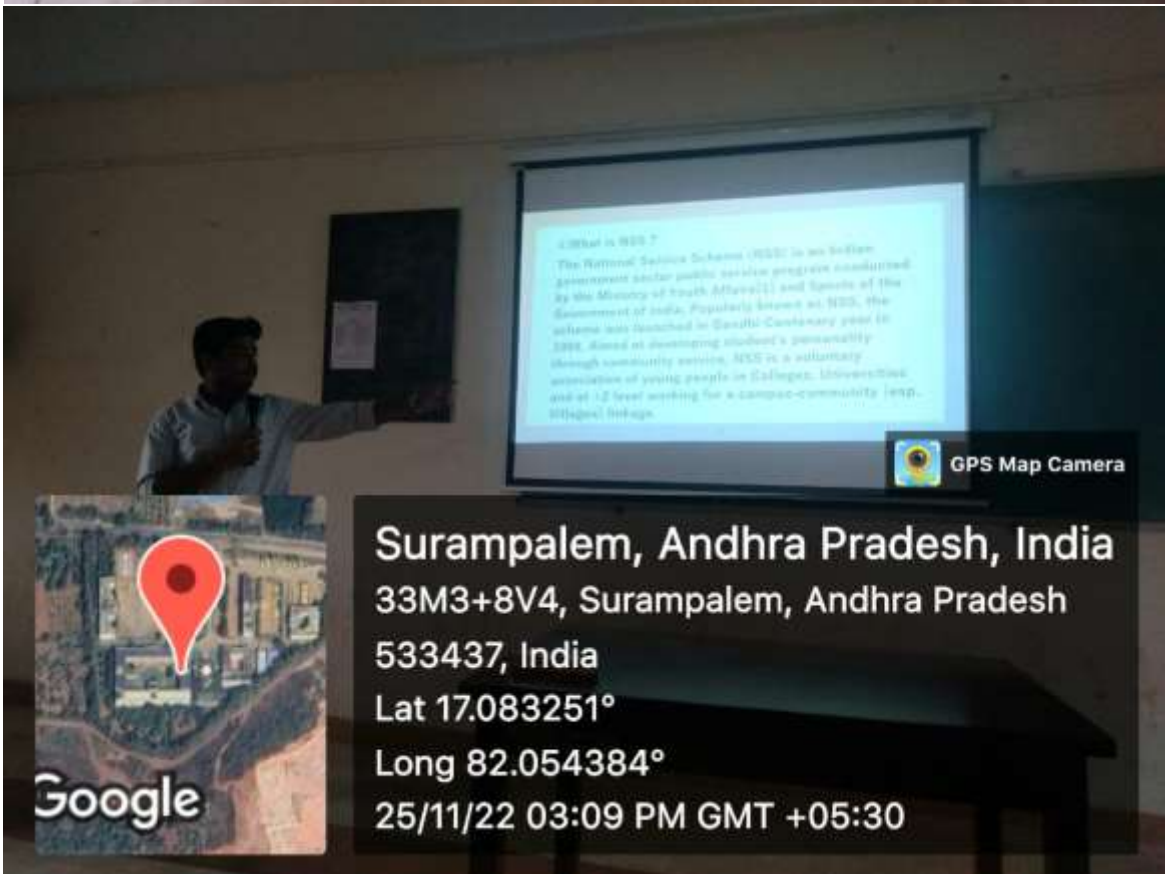 1.What is NSS ?
The National Service Scheme (NSS) is an Indian
government sector public service program conducted
by the Ministry of Youth Affairs[1] and Sports of the
Government of India. Popularly known as NSS, the
scheme was launched in Gandhi Centenary year in
1969. Aimed at developing student's personality
through community service, NSS is a voluntary
association of young people in Colleges, Universities
and at +2 level working for a campus-community (esp.
Villages) linkage.
GPS Map Camera
Surampalem, Andhra Pradesh, India
33M3+8V4, Surampalem, Andhra Pradesh
533437, India
Lat 17.083251°
Long 82.054384°
25/11/22 03:09 PM GMT +05:30
Google